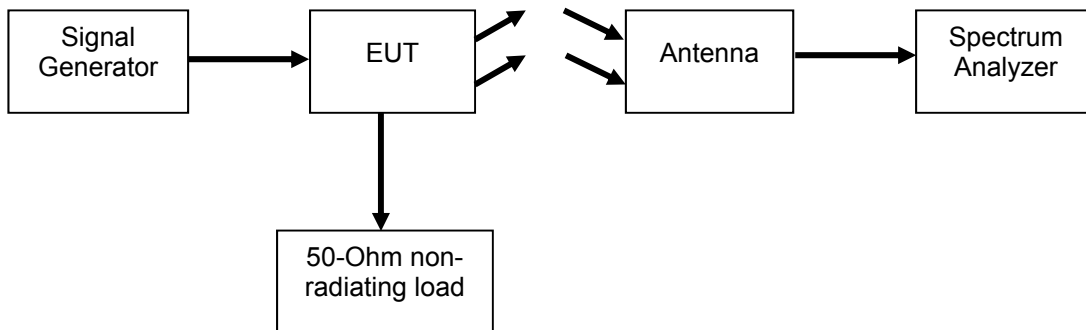 Signal
Generator
EUT
Antenna
Spectrum
Analyzer
50-Ohm non-
radiating load